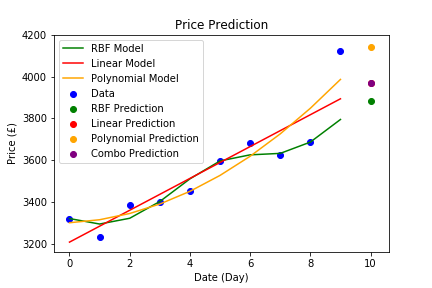 Price Prediction
Price (£)
4200
4000
3800
3600
3400
3200
RBF Model
Linear Model
Polynomial Model
Data
RBF Prediction
Linear Prediction
Polynomial Prediction
Combo Prediction
0 2 4 6 8 10
Date (Day)